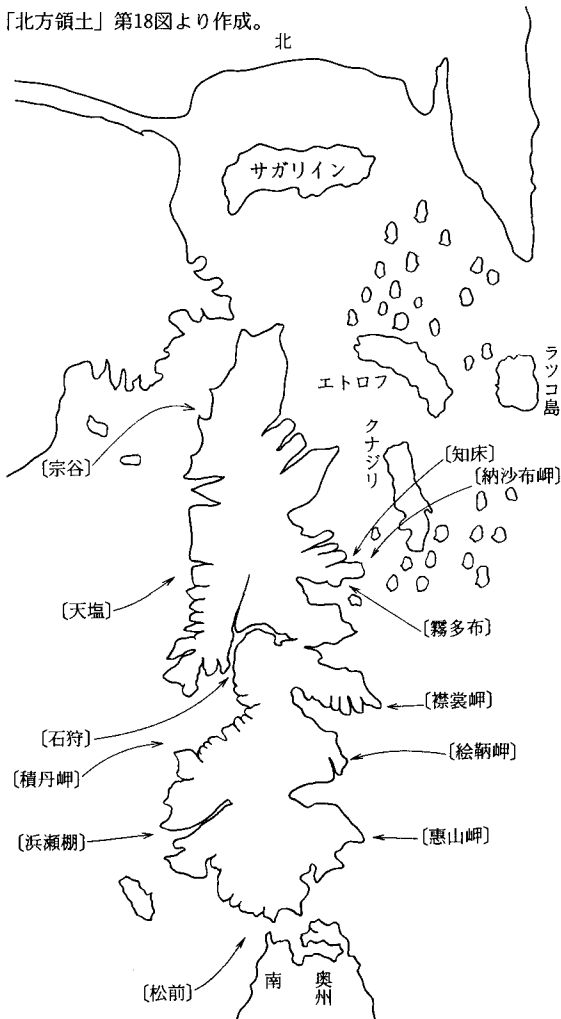 「北方領土」第18図より作成。
北
サガリイン
エトロフ
ラツコ島
クナジリ
〔宗谷〕
〔知床〕
〔納沙布岬〕
〔天塩〕
〔霧多布〕
〔襟裳岬〕
〔石狩〕
〔積丹岬〕
〔絵鞆岬〕
〔浜瀬棚〕
〔惠山岬〕
〔松前〕
南
奥州